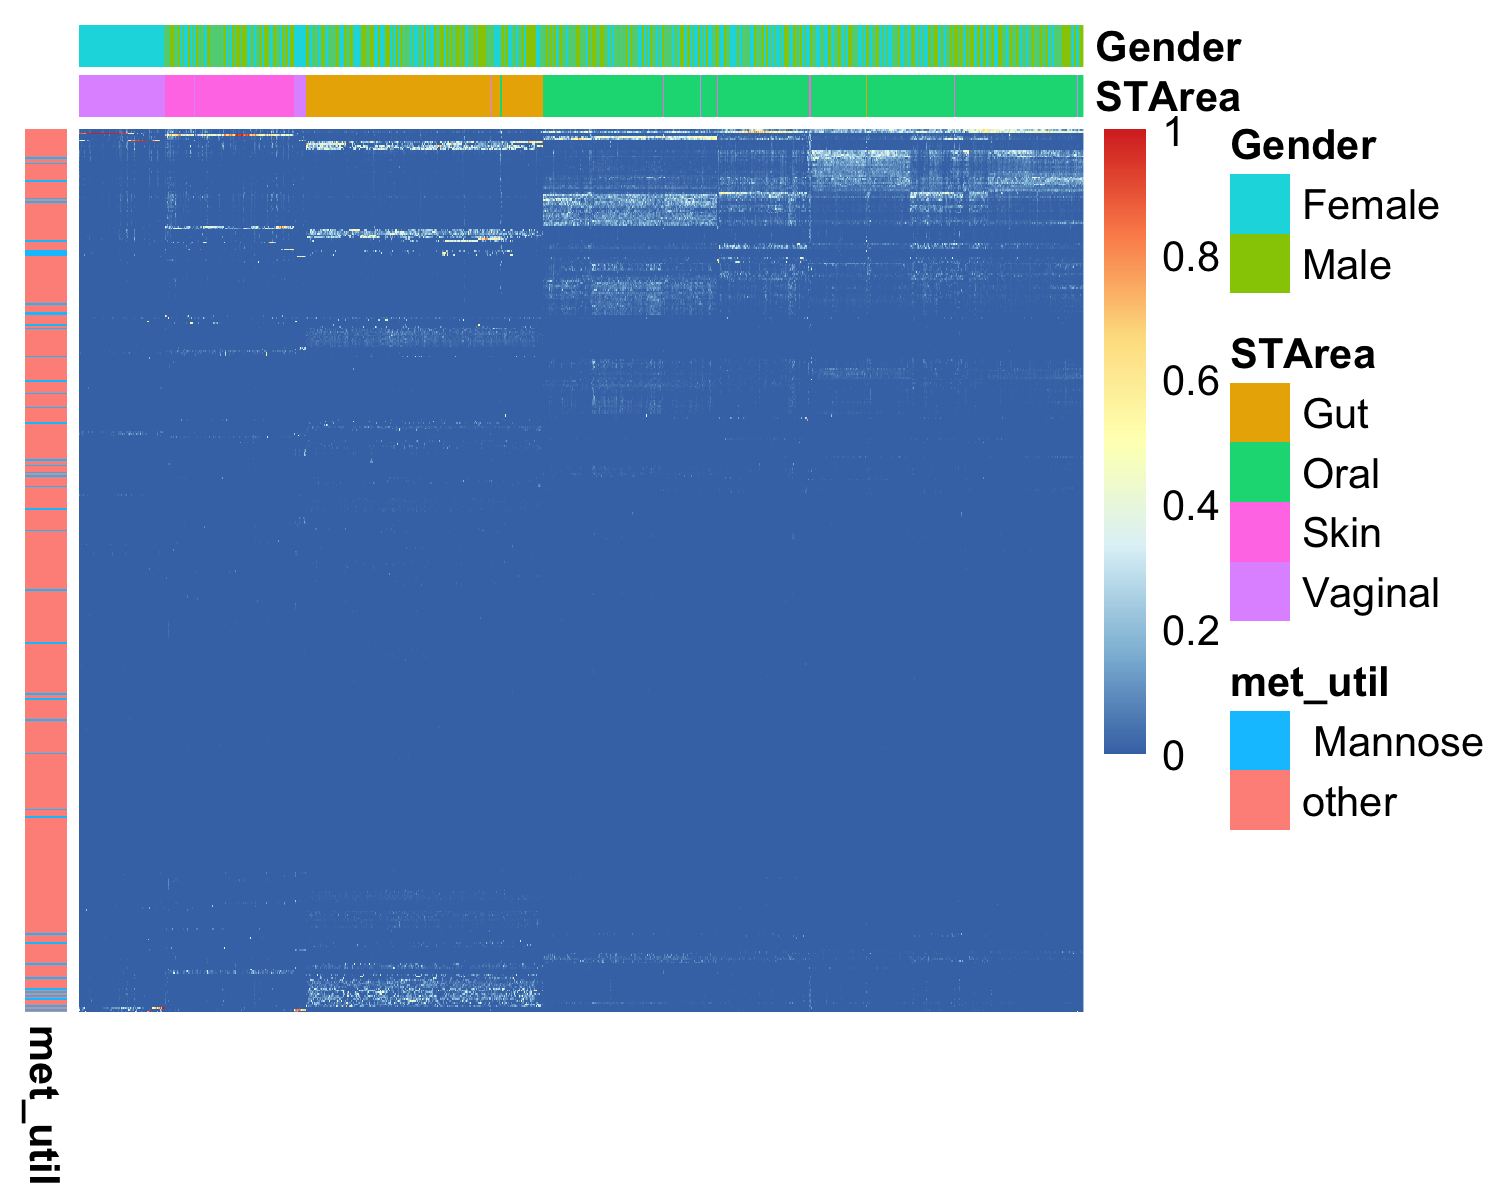 Gender
STArea
1
0.8
0.6
0.4
0.2
0
Gender
Female
Male
STArea
Gut
Oral
Skin
Vaginal
met_util
Mannose
other
met_util